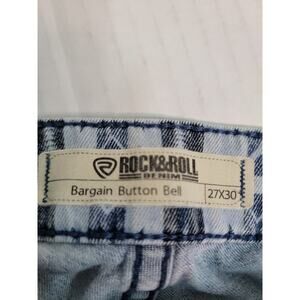 ROCK&ROLL
DENIM
Bargain Button Bell
27X30